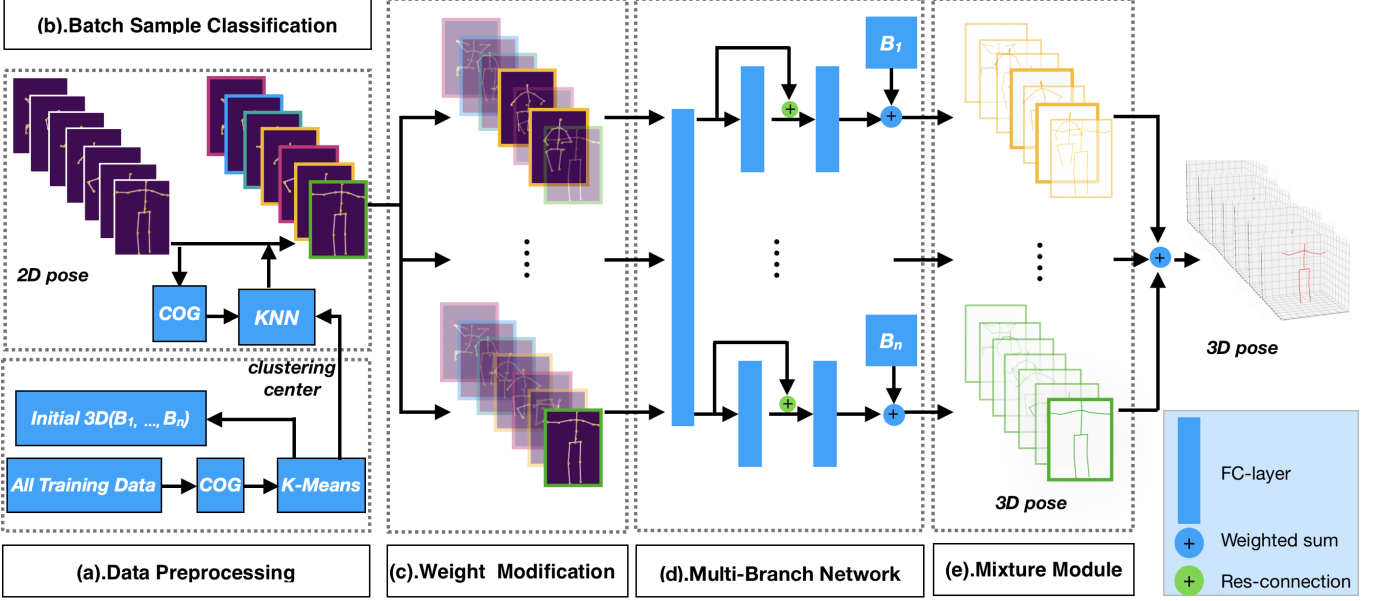 (b).Batch Sample Classification
2D pose
COG
KNN
clustering
center
Initial 3D(B1, ..., Bn)
All Training Data
COG
K-Means
(a).Data Preprocessing
(c).Weight Modification
B1
Bn
(d).Multi-Branch Network
3D pose
(e).Mixture Module
3D pose
FC-layer
+ Weighted sum
+ Res-connection